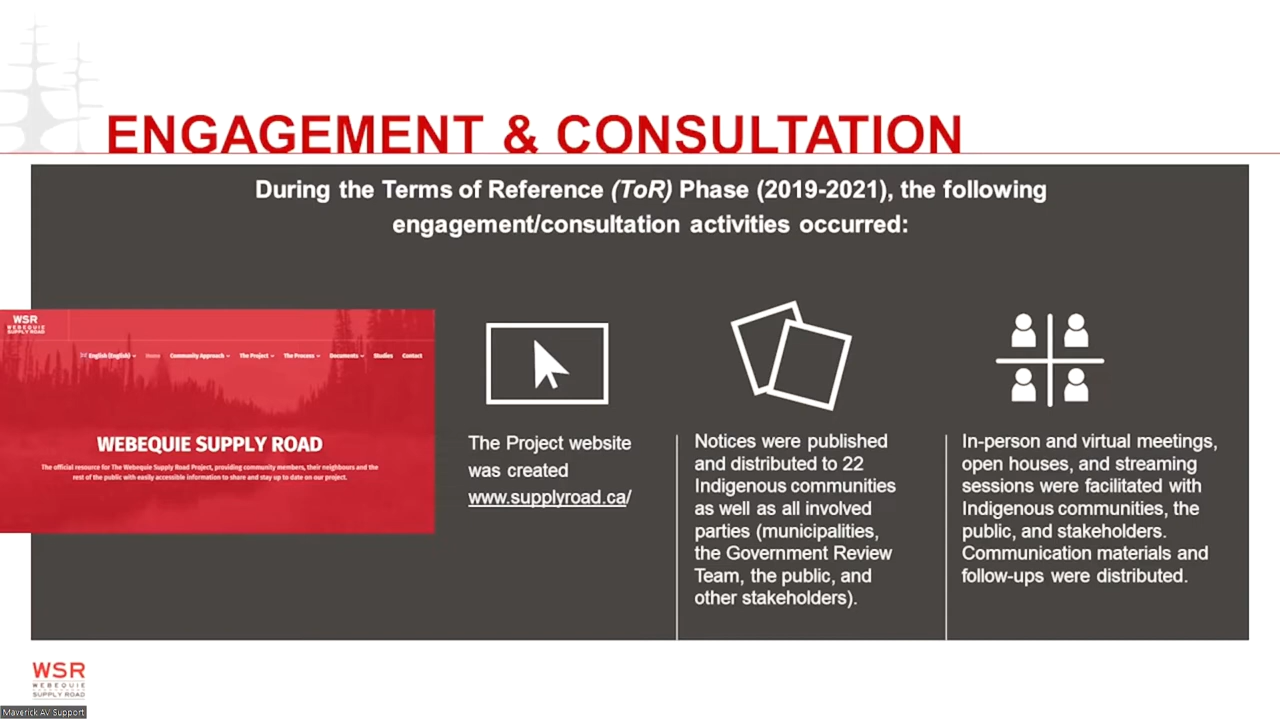 ENGAGEMENT & CONSULTATION
During the Terms of Reference (ToR) Phase (2019-2021), the following
engagement/consultation activities occurred:
WSR
WEBEQUIE
SUPPLY ROAD
English (English)
Home
Community Approach
The Project
The Process
Documents
Studies
Contact
WEBEQUIE SUPPLY ROAD
The official resource for The Webequie Supply Road Project, providing community members, their neighbours and the
rest of the public with easily accessible information to share and stay up to date on our project.
The Project website
was created
www.supplyroad.ca/
Notices were published
and distributed to 22
Indigenous communities
as well as all involved
parties (municipalities,
the Government Review
Team, the public, and
other stakeholders).
In-person and virtual meetings,
open houses, and streaming
sessions were facilitated with
Indigenous communities, the
public, and stakeholders.
Communication materials and
follow-ups were distributed.
WSR
WEBEQUIE
SUPPLY ROAD
Maverick AV Support